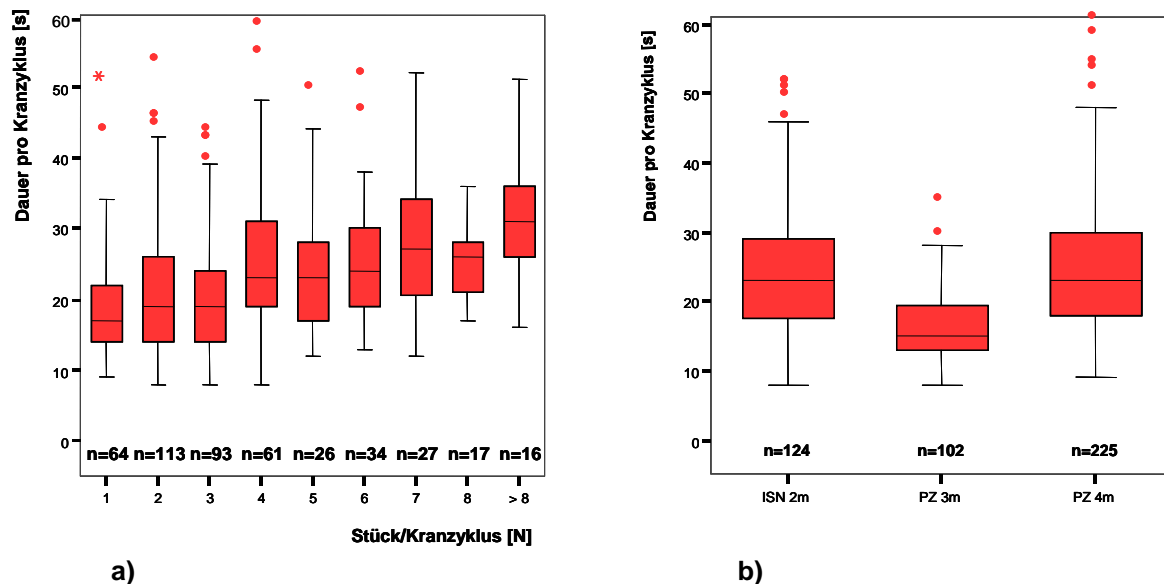 Dauer pro Kranzyklus [s]
60
50
40
30
20
10
0
n=64 n=113 n=93 n=61 n=26 n=34 n=27 n=17 n=16
1 2 3 4 5 6 7 8 > 8
Stück/Kranzyklus [N]
a)
Dauer pro Kranzyklus [s]
60
50
40
30
20
10
0
n=124 n=102 n=225
ISN 2m PZ 3m PZ 4m
b)